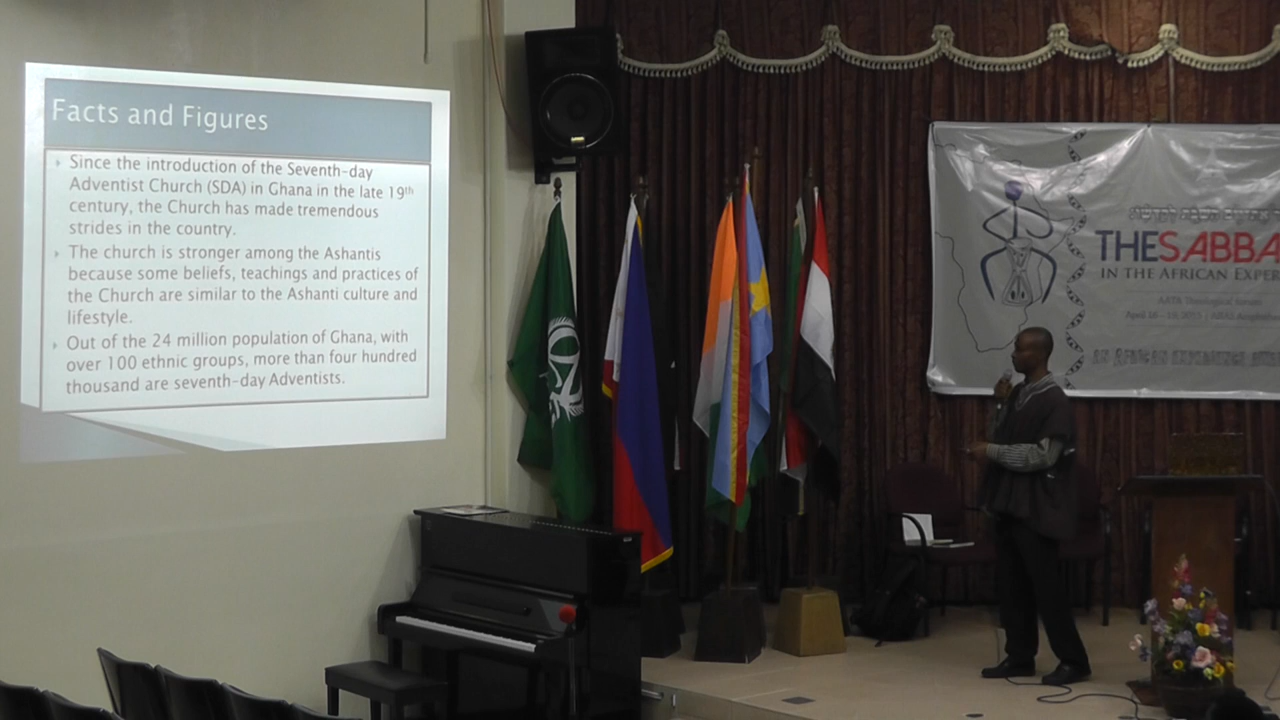 Facts and Figures
Since the introduction of the Seventh-day
Adventist Church (SDA) in Ghana in the late 19th
century, the Church has made tremendous
strides in the country.
The church is stronger among the Ashantis
because some beliefs, teachings and practices of
the Church are similar to the Ashanti culture and
lifestyle.
Out of the 24 million population of Ghana, with
over 100 ethnic groups, more than four hundred
thousand are seventh-day Adventists.
THESABBA
IN THE AFRICAN EXPER